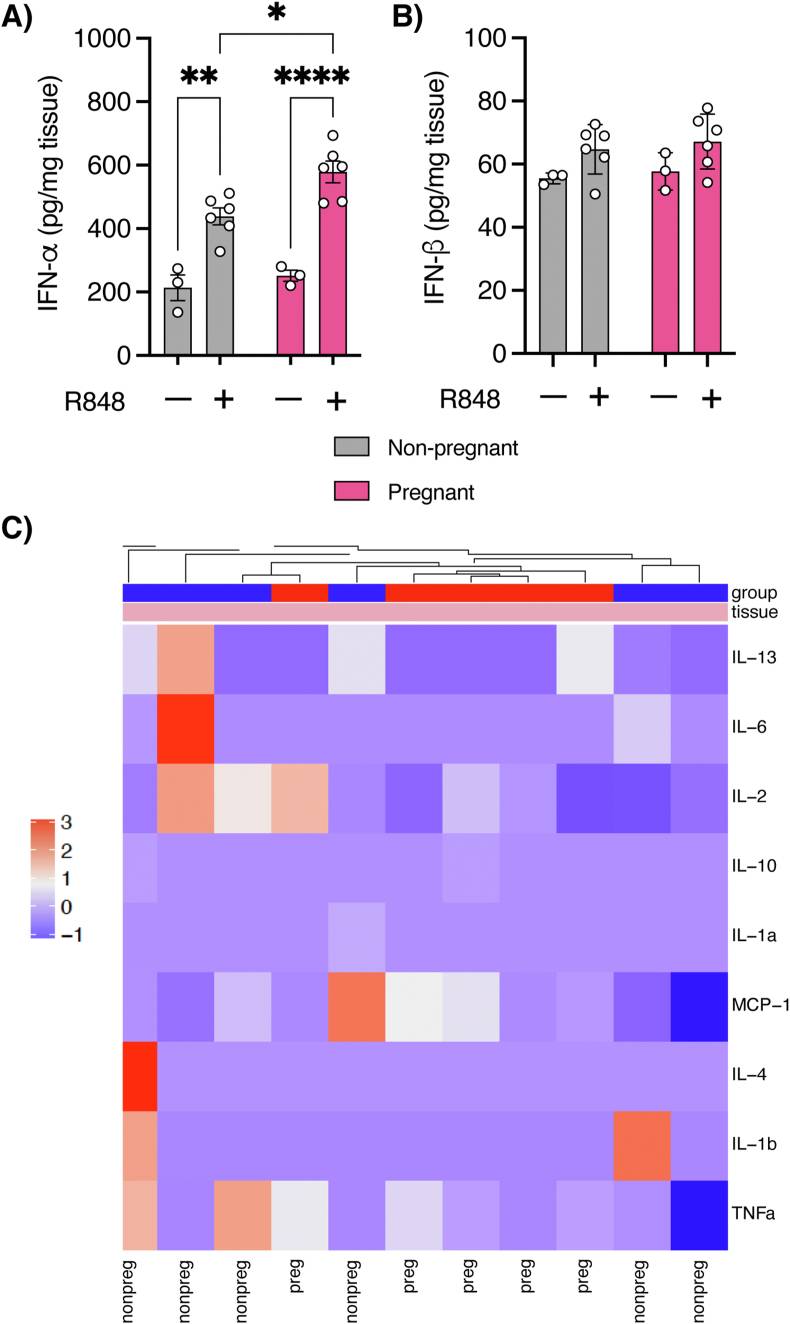 A)
*
** ****
1000
800
600
400
200
0
IFN-α (pg/mg tissue)
R848 — + — +
B)
100
80
60
40
20
0
IFN-β (pg/mg tissue)
R848 — + — +
Non-pregnant
Pregnant
C)
group
tissue
IL−13
IL−6
IL−2
IL−10
IL−1a
MCP−1
IL−4
IL−1b
TNFa
3
2
1
0
−1
nonpreg
nonpreg
nonpreg
preg
nonpreg
preg
preg
preg
preg
nonpreg
nonpreg